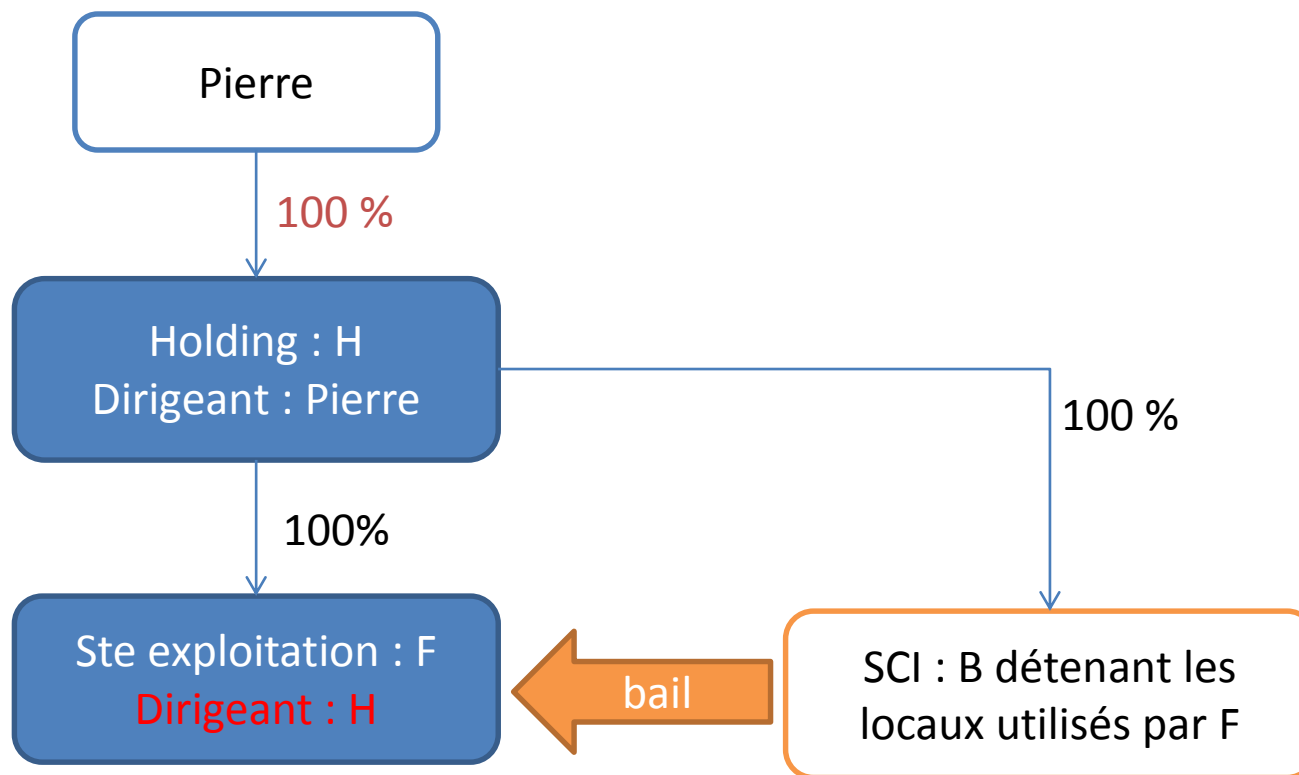 Pierre
100 %
Holding : H
Dirigeant : Pierre
100 %
100%
Ste exploitation : F
Dirigeant : H
bail
SCI : B détenant les
locaux utilisés par F